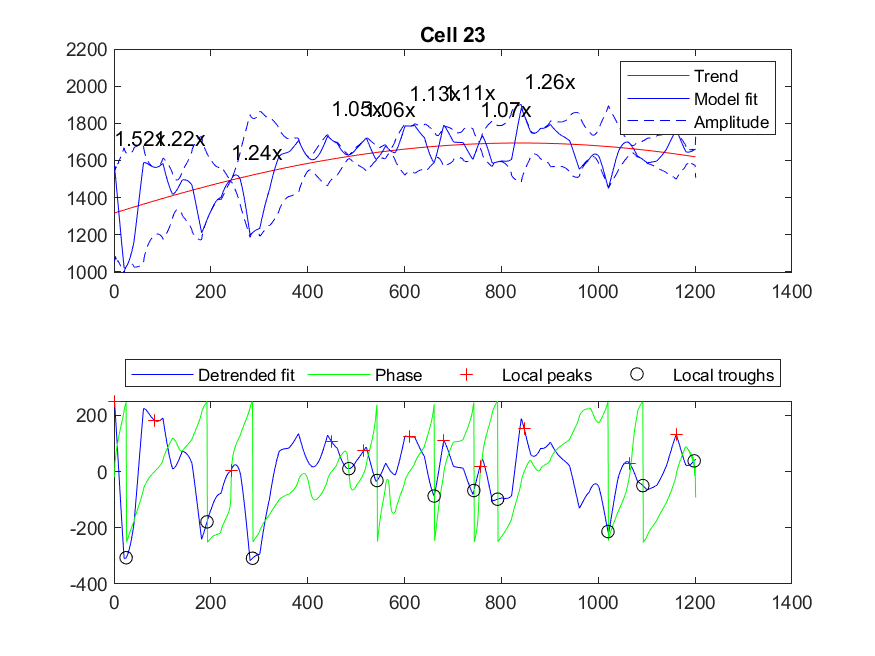 Cell 23
2200
2000
1800
1600
1400
1200
1000
1.52x
1.22x
1.24x
1.05x
1.06x
1.13x
1.11x
1.07x
1.26x
Trend
Model fit
Amplitude
0 200 400 600 800 1000 1200 1400
Detrended fit Phase Local peaks Local troughs
200
0
-200
-400
0 200 400 600 800 1000 1200 1400